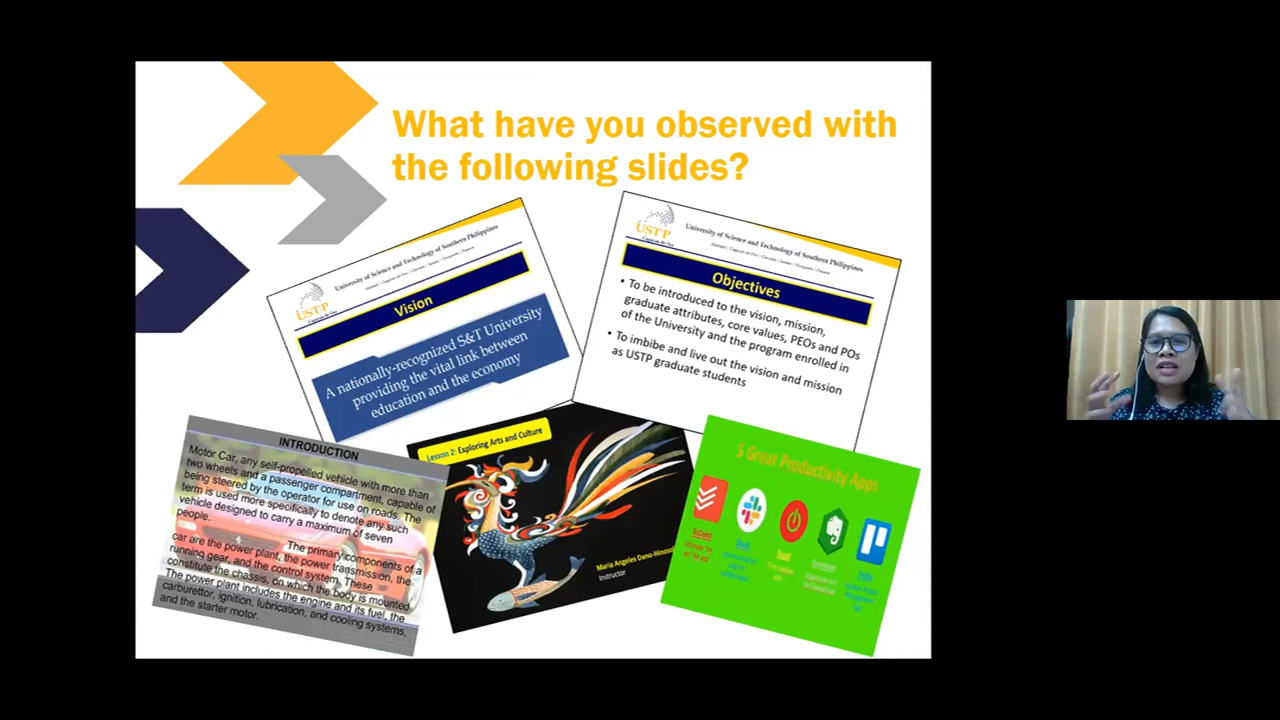 What have you observed with
the following slides?
USTP
University of Science and Technology of Southern Philippines
Vision
A nationally-recognized S&T University
providing the vital link between
education and the economy
USTP
University of Science and Technology of Southern Philippines
Objectives
• To be introduced to the vision, mission,
graduate attributes, core values, PEOs and POs
of the University and the program enrolled in
• To imbibe and live out the vision and mission
as USTP graduate students
INTRODUCTION
Motor Car, any self-propelled vehicle with more than
two wheels and a passenger compartment, capable of
being steered by the operator for use on roads. The
term is used more specifically to denote any such
vehicle designed to carry a maximum of seven
people.
The primary components of a
car are the power plant, the power transmission, the
running gear, and the control system. These
constitute the chassis, on which the body is mounted.
The power plant includes the engine and its fuel, the
carburettor, ignition, lubrication, and cooling systems,
and the starter motor.
Lesson 2: Exploring Arts and Culture
Instructor
5 Great Productivity Apps
Slack
Trello